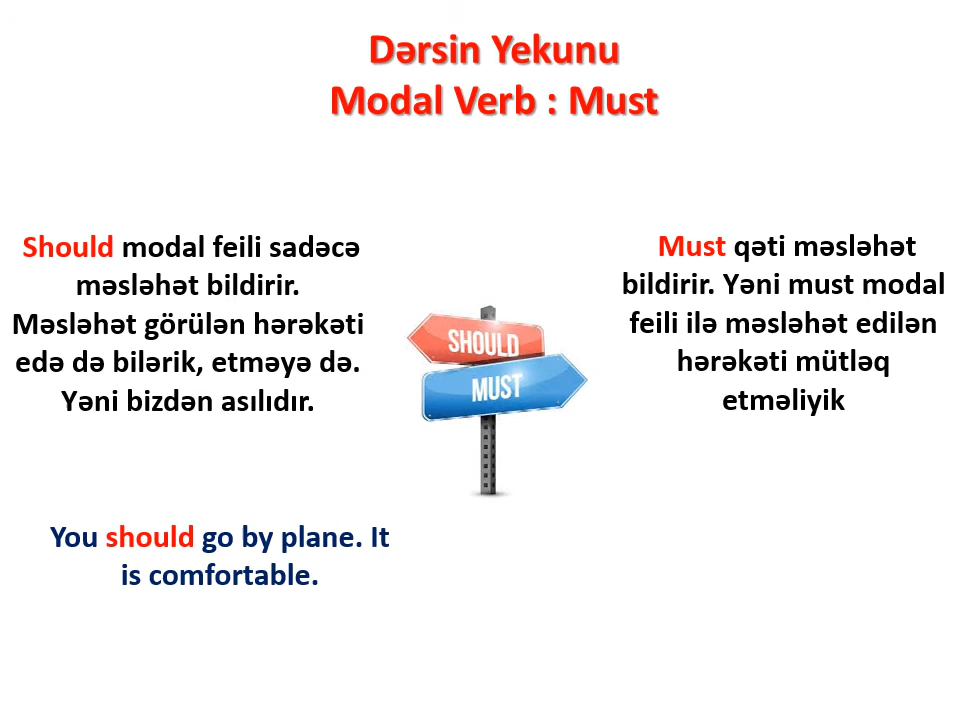 Dərsin Yekunu
Modal Verb : Must
Should modal feili sadəcə
məsləhət bildirir.
Məsləhət görülən hərəkəti
edə də bilərik, etməyə də.
Yəni bizdən asılıdır.
SHOULD
MUST
Must qəti məsləhət
bildirir. Yəni must modal
feili ilə məsləhət edilən
hərəkəti mütləq
etməliyik
You should go by plane. It
is comfortable.